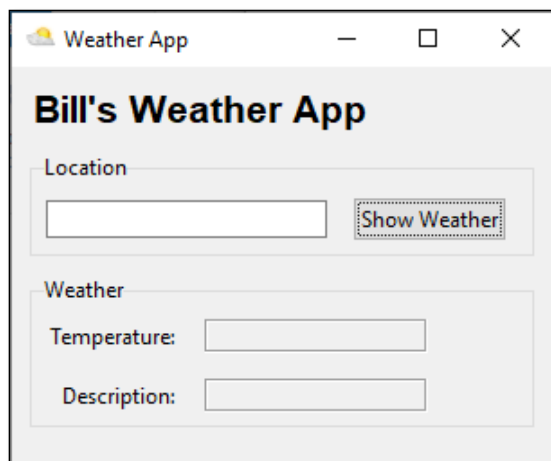 Weather App
Bill's Weather App
Location
Show Weather
Weather
Temperature:
Description: